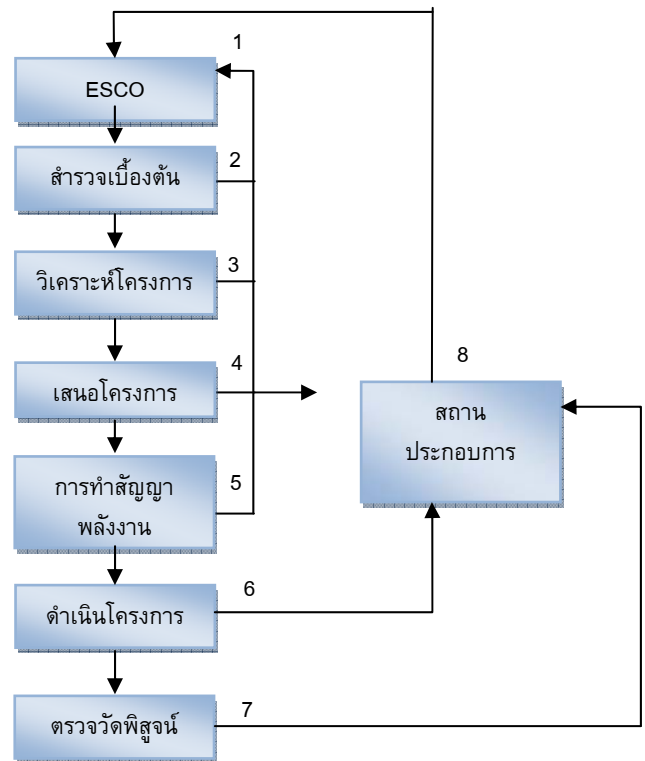 1
ESCO
สำรวจเบื้องต้น
2
วิเคราะห์โครงการ
3
เสนอโครงการ
4
8
สถาน
ประกอบการ
การทำสัญญา
พลังงาน
5
ดำเนินโครงการ
6
ตรวจวัดพิสูจน์
7